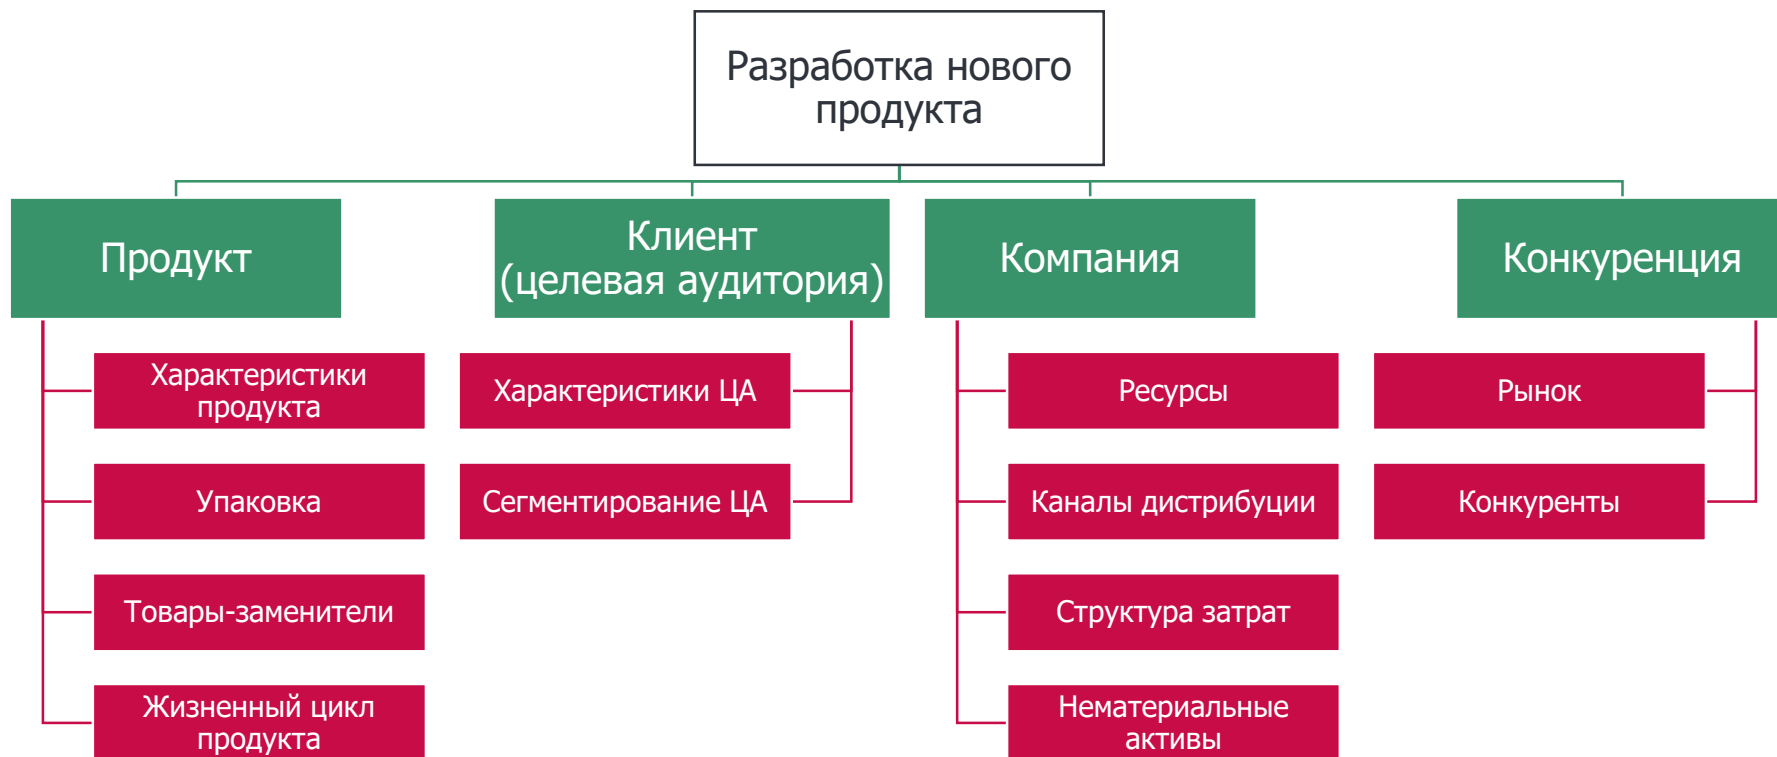 Разработка нового
продукта
Продукт
Клиент
(целевая аудитория)
Компания
Конкуренция
Характеристики
продукта
Упаковка
Товары-заменители
Жизненный цикл
продукта
Характеристики ЦА
Сегментирование ЦА
Ресурсы
Каналы дистрибуции
Структура затрат
Нематериальные
активы
Рынок
Конкуренты